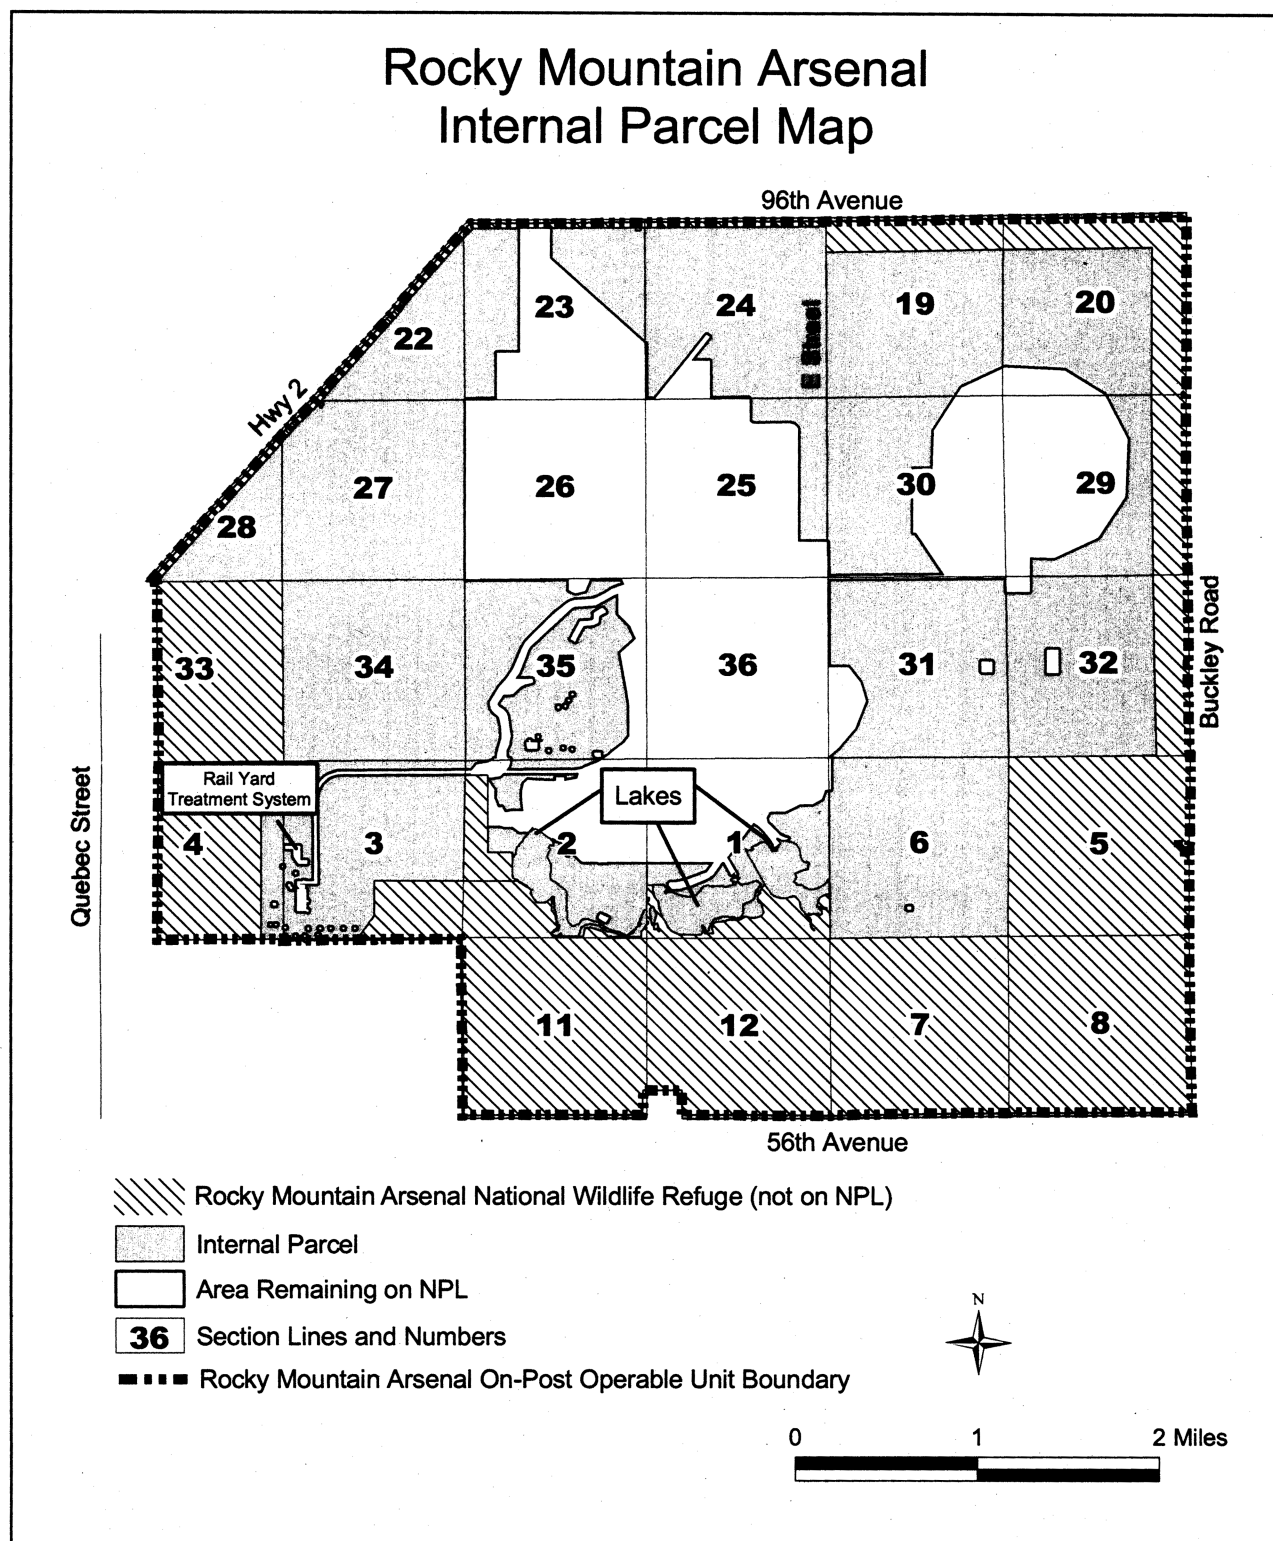 Rocky Mountain Arsenal
Internal Parcel Map
96th Avenue
23
24
19
20
22
Hwy 2
27
26
25
30
29
28
33
34
35
36
31
32
Buckley Road
Rail Yard
Treatment System
Lakes
Quebec Street
4
3
2
1
6
5
11
12
7
8
56th Avenue
Rocky Mountain Arsenal National Wildlife Refuge (not on NPL)
Internal Parcel
Area Remaining on NPL
36 Section Lines and Numbers
Rocky Mountain Arsenal On-Post Operable Unit Boundary
N
0 1 2 Miles